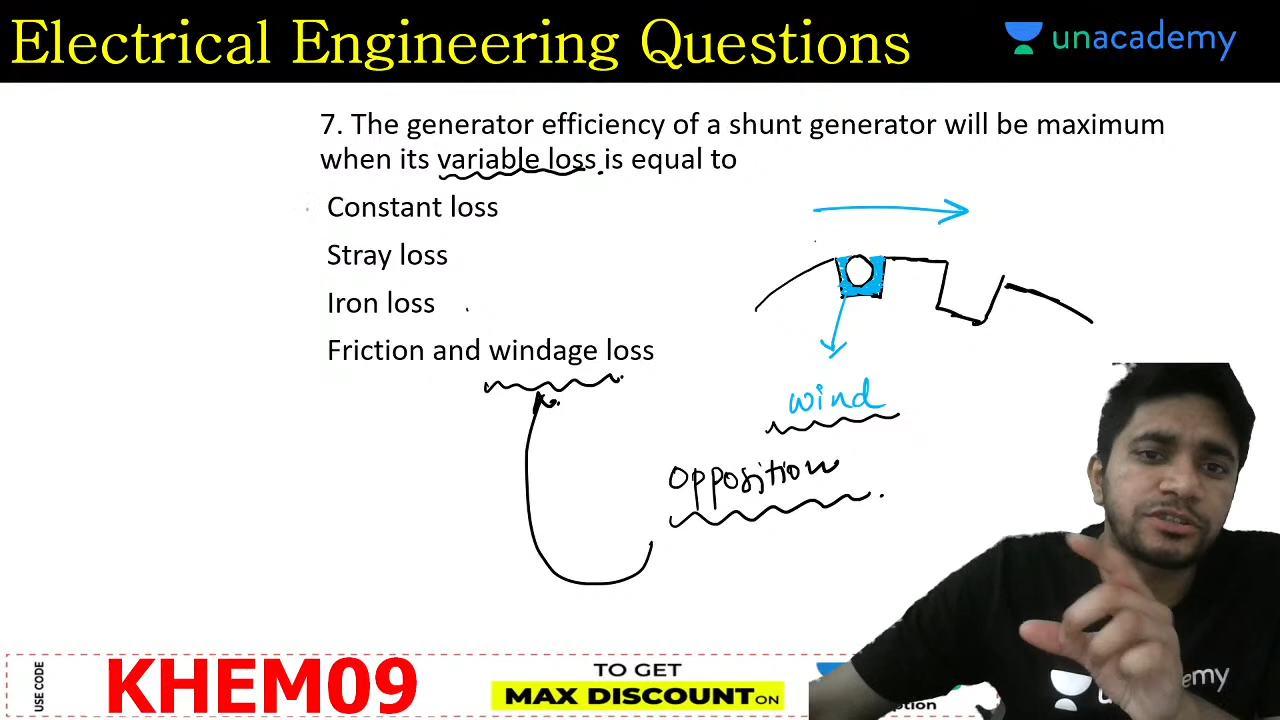 Electrical Engineering Questions
unacademy
7. The generator efficiency of a shunt generator will be maximum
when its variable loss is equal to
Constant loss
Stray loss
Iron loss
Friction and windage loss
wind
opposition
USE CODE
KHEM09
TO GET
MAX DISCOUNT ON